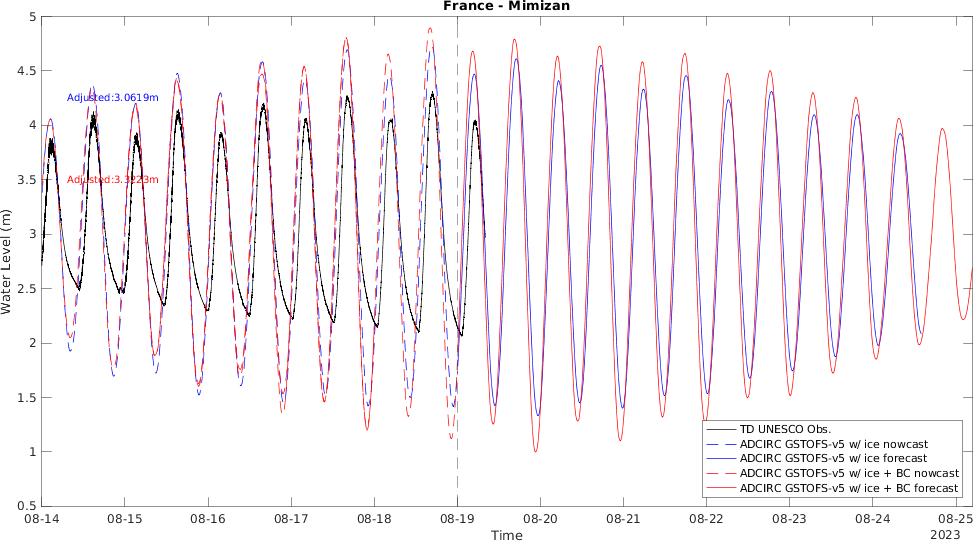 France - Mimizan
5
4.5
4
3.5
3
2.5
2
1.5
1
0.5
Water Level (m)
Adjusted:3.0619m
TD UNESCO Obs.
ADCIRC GSTOFS-v5 w/ ice nowcast
ADCIRC GSTOFS-v5 w/ ice forecast
ADCIRC GSTOFS-v5 w/ ice + BC nowcast
ADCIRC GSTOFS-v5 w/ ice + BC forecast
08-14 08-15 08-16 08-17 08-18 08-19 08-20 08-21 08-22 08-23 08-24 08-25
Time
2023